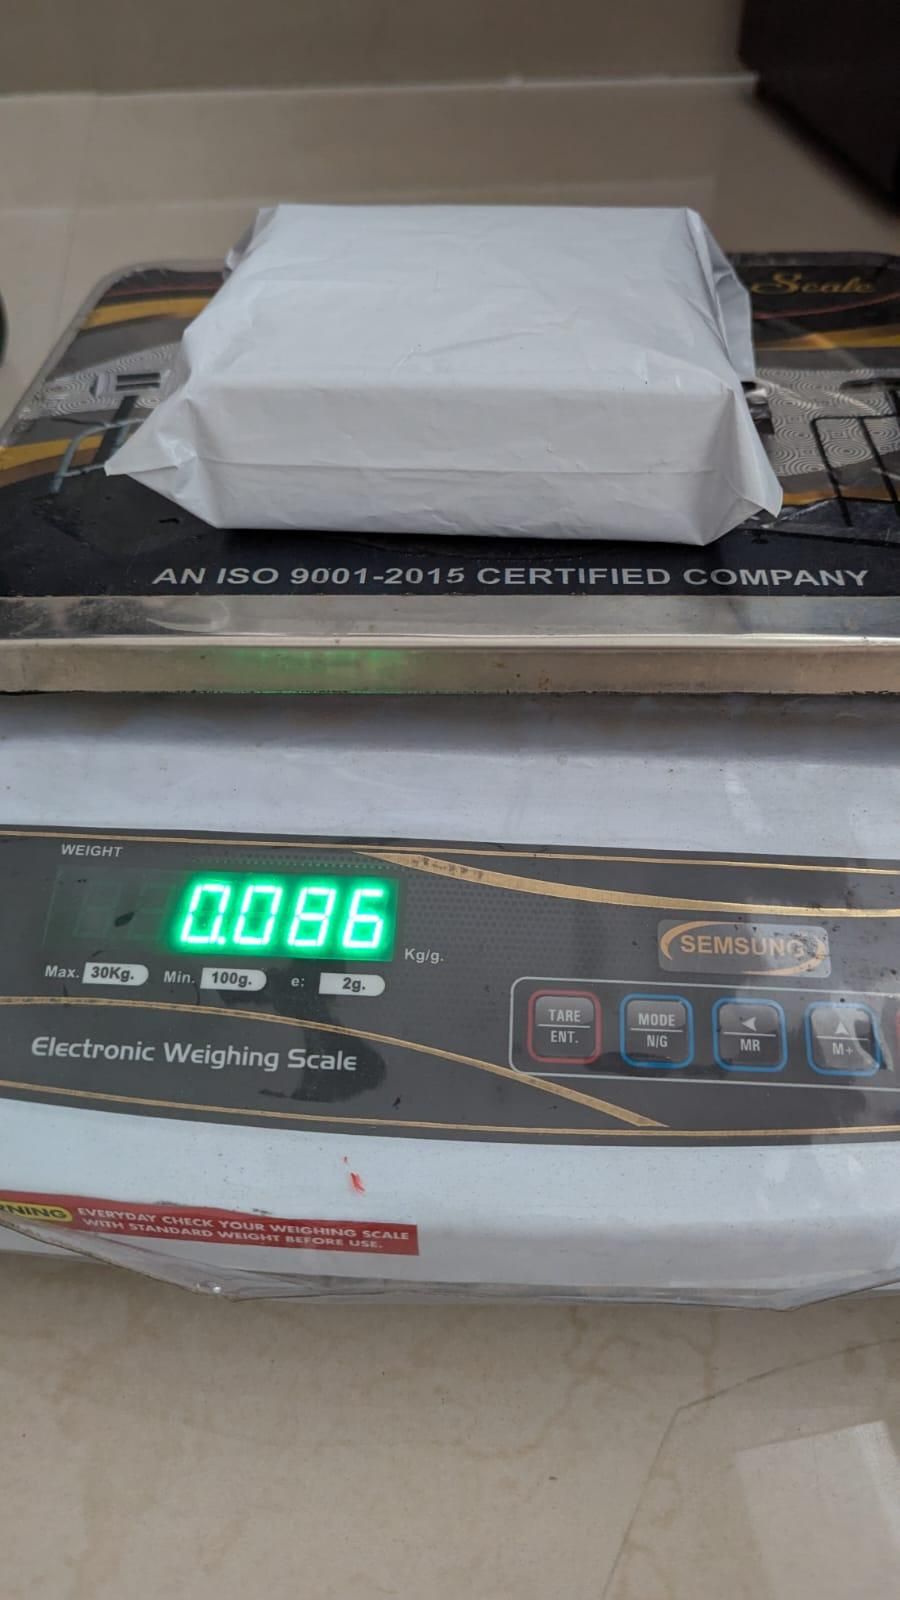 Scale
AN ISO 9001-2015 CERTIFIED COMPANY
WEIGHT
0.086
Kg/g.
Max. 30Kg. Min. 100g. e: 2g.
SEMSUNG
TARE
ENT.
MODE
N/G
◄
MR
▲
M+
Electronic Weighing Scale
RNING
EVERYDAY CHECK YOUR WEIGHING SCALE
WITH STANDARD WEIGHT BEFORE USE.